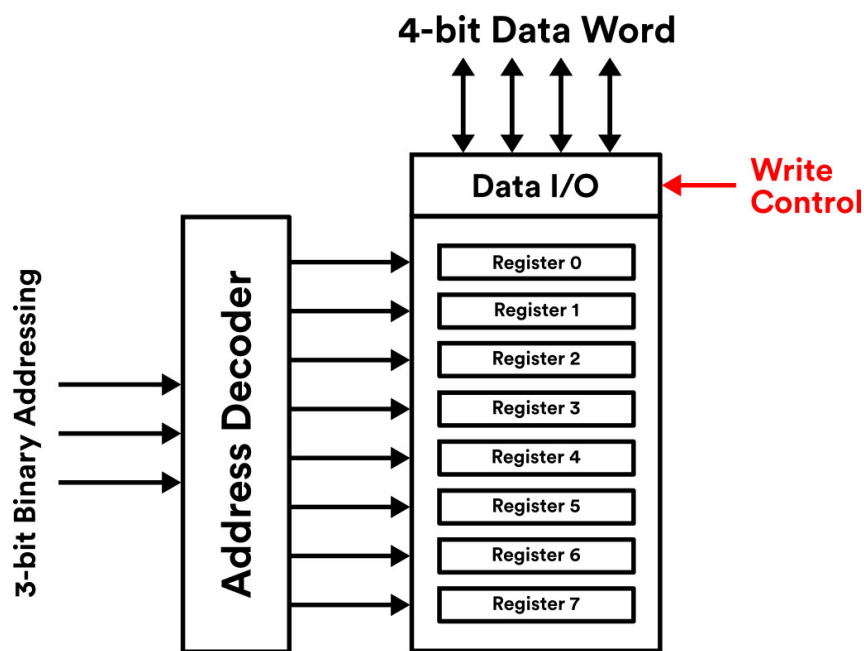 4-bit Data Word
Data I/O
Write
Control
3-bit Binary Addressing
Address Decoder
Register 0
Register 1
Register 2
Register 3
Register 4
Register 5
Register 6
Register 7